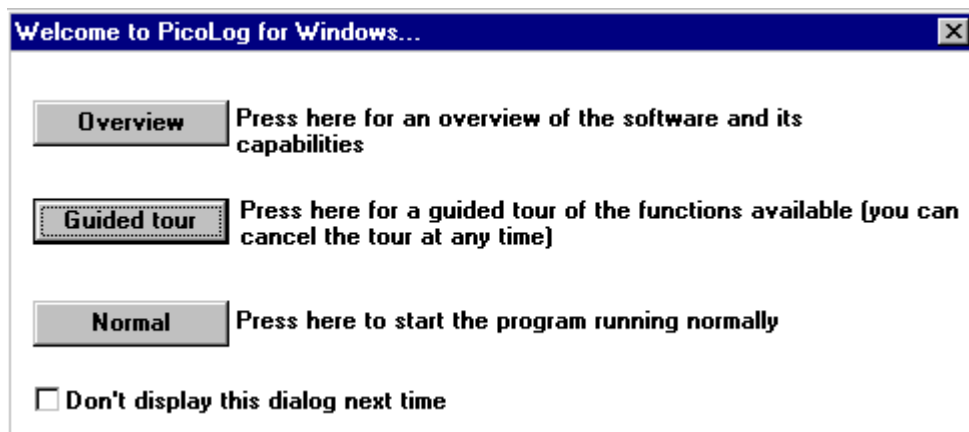 Welcome to PicoLog for Windows...
Overview
Press here for an overview of the software and its
capabilities
Guided tour
Press here for a guided tour of the functions available (you can
cancel the tour at any time)
Normal
Press here to start the program running normally
Don't display this dialog next time